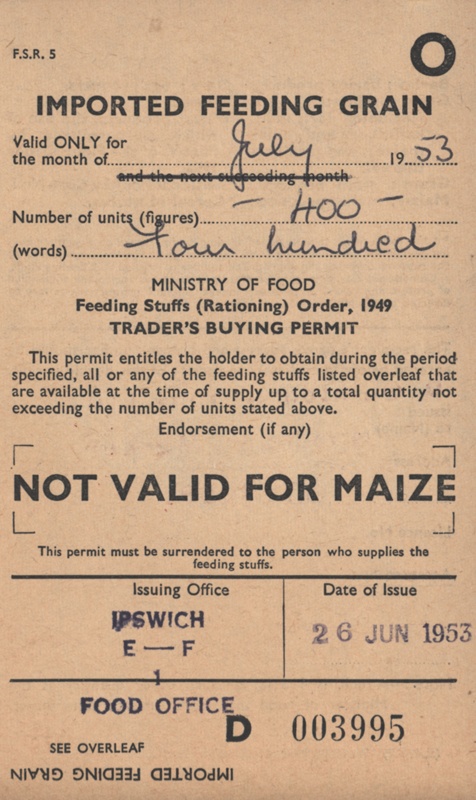 F.S.R. 5
O
IMPORTED FEEDING GRAIN
Valid ONLY for
the month of July 1953
and the next succeeding month
Number of units (figures) - 400 -
(words) Four hundred
MINISTRY OF FOOD
Feeding Stuffs (Rationing) Order, 1949
TRADER'S BUYING PERMIT
This permit entitles the holder to obtain during the period
specified, all or any of the feeding stuffs listed overleaf that
are available at the time of supply up to a total quantity not
exceeding the number of units stated above.
Endorsement (if any)
NOT VALID FOR MAIZE
This permit must be surrendered to the person who supplies the
feeding stuffs.
Issuing Office
Date of Issue
IPSWICH
E — F
1
FOOD OFFICE
26 JUN 1953
D 003995
SEE OVERLEAF
IMPORTED FEEDING GRAIN